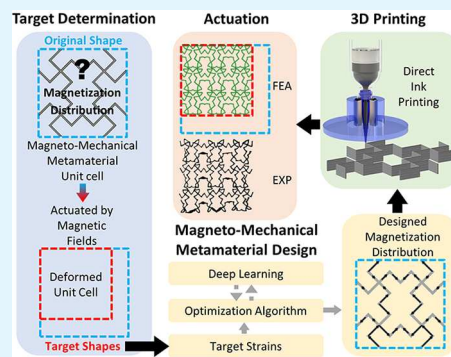 Target Determination
Original Shape
?
Magnetization
Distribution
Magneto-Mechanical
Metamaterial
Unit cell
Actuated by
Magnetic
Fields
Deformed
Unit Cell
Target Shapes
Actuation
FEA
EXP
3D Printing
Direct
Ink
Printing
Magneto-Mechanical
Metamaterial Design
Deep Learning
Optimization Algorithm
Target Strains
Designed
Magnetization
Distribution